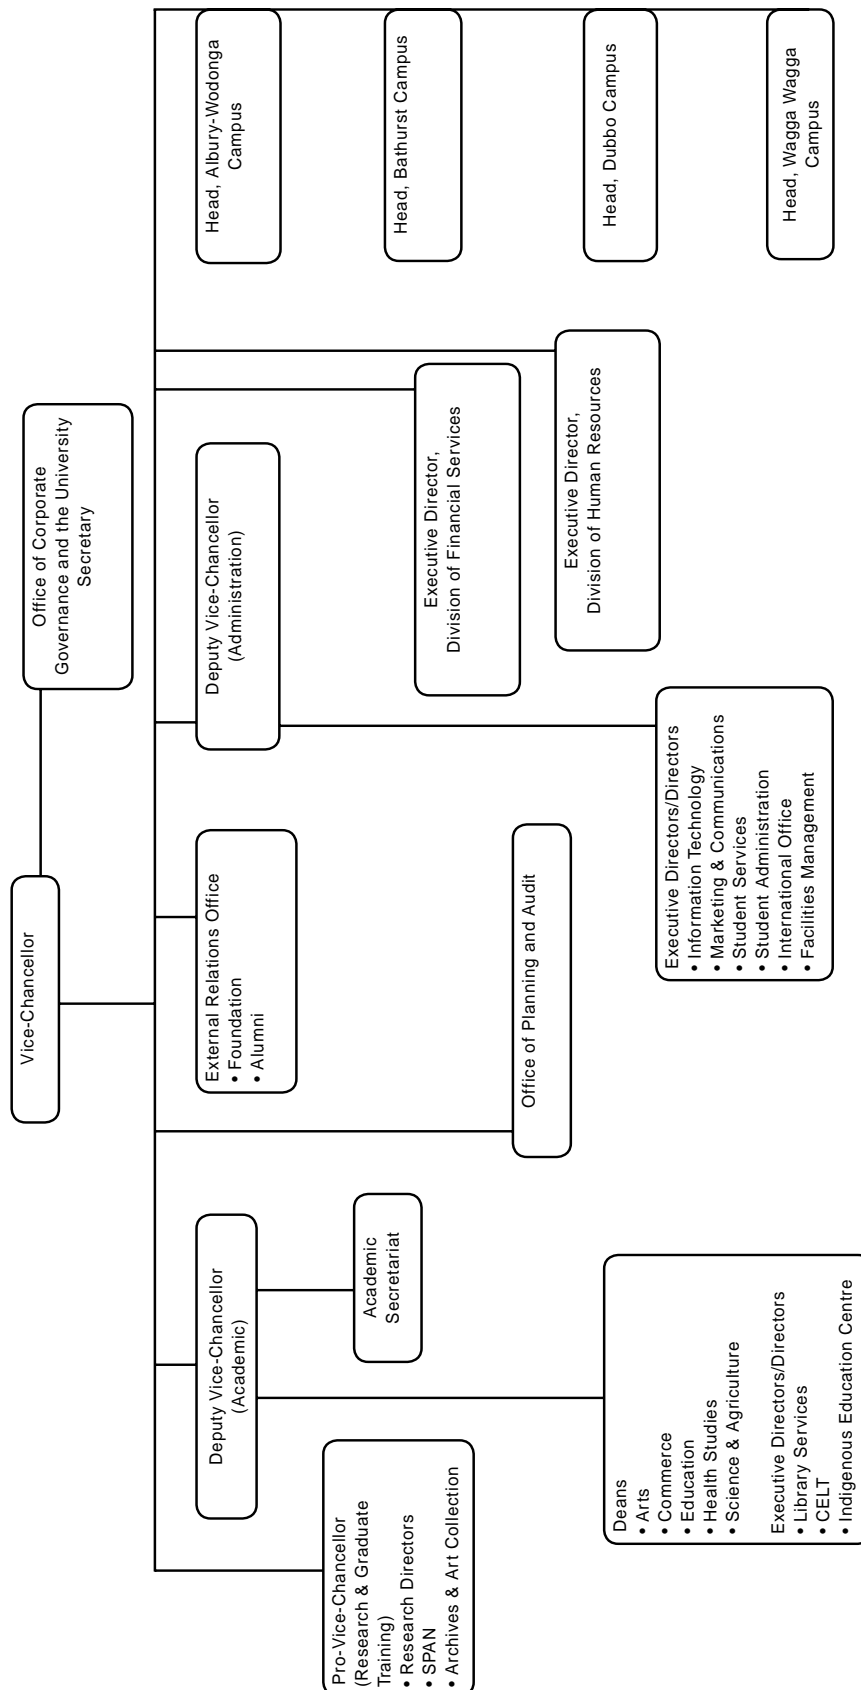 Vice-Chancellor
Office of Corporate
Governance and the University
Secretary
Pro-Vice-Chancellor
(Research & Graduate
Training)
• Research Directors
• SPAN
• Archives & Art Collection
Deputy Vice-Chancellor
(Academic)
Academic
Secretariat
Deans
• Arts
• Commerce
• Education
• Health Studies
• Science & Agriculture
Executive Directors/Directors
• Library Services
• CELT
• Indigenous Education Centre
External Relations Office
• Foundation
• Alumni
Office of Planning and Audit
Deputy Vice-Chancellor
(Administration)
Executive Directors/Directors
• Information Technology
• Marketing & Communications
• Student Services
• Student Administration
• International Office
• Facilities Management
Executive Director,
Division of Financial Services
Executive Director,
Division of Human Resources
Head, Albury-Wodonga
Campus
Head, Bathurst Campus
Head, Dubbo Campus
Head, Wagga Wagga
Campus